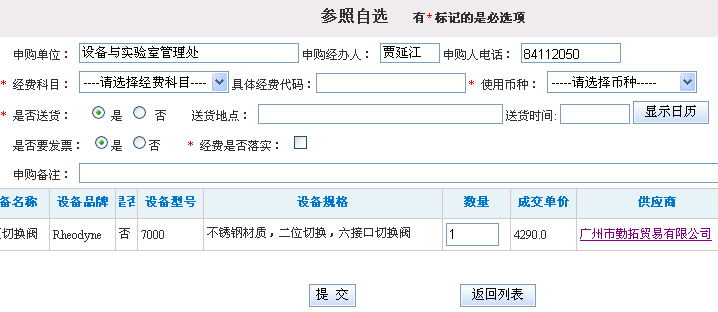 参照自选 有*标记的是必选项
申购单位： 设备与实验室管理处 申购经办人： 贾延江 申购人电话： 84112050
* 经费科目： ----请选择经费科目---- 具体经费代码： * 使用币种： ----请选择币种-----
* 是否送货： 是 否 送货地点： 送货时间: 显示日历
是否要发票： 是 否 * 经费是否落实：
申购备注：
备名称 设备品牌 是否 设备型号 设备规格 数量 成交单价 供应商
切换阀 Rheodyne 否 7000 不锈钢材质，二位切换，六接口切换阀 1 4290.0 广州市勤拓贸易有限公司
提 交 返回列表